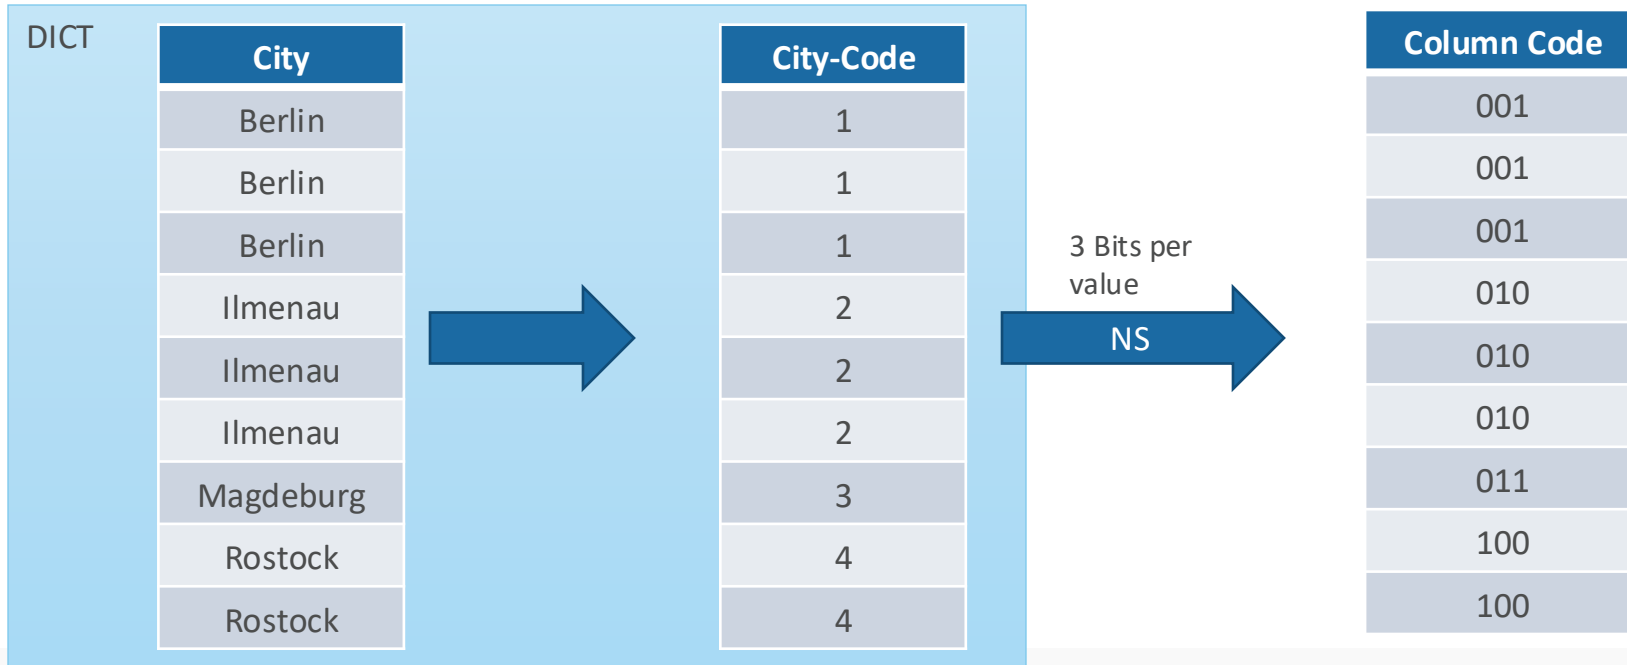 DICT
City
Berlin
Berlin
Berlin
Ilmenau
Ilmenau
Ilmenau
Magdeburg
Rostock
Rostock
City-Code
1
1
1
2
2
2
3
4
4
3 Bits per
value
NS
Column Code
001
001
001
010
010
010
011
100
100